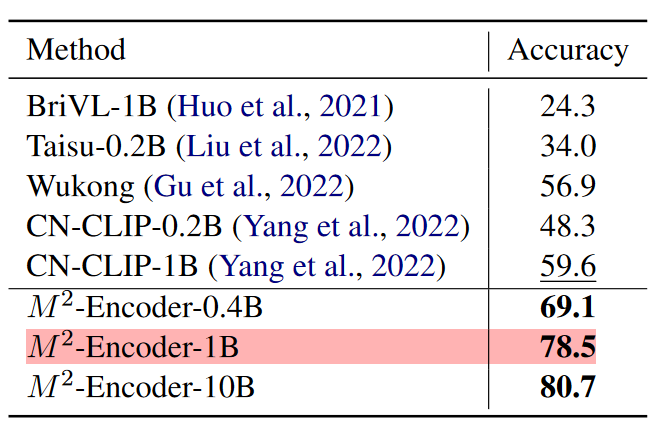 Method Accuracy
BriVL-1B (Huo et al., 2021) 24.3
Taisu-0.2B (Liu et al., 2022) 34.0
Wukong (Gu et al., 2022) 56.9
CN-CLIP-0.2B (Yang et al., 2022) 48.3
CN-CLIP-1B (Yang et al., 2022) 59.6
M²-Encoder-0.4B 69.1
M²-Encoder-1B 78.5
M²-Encoder-10B 80.7